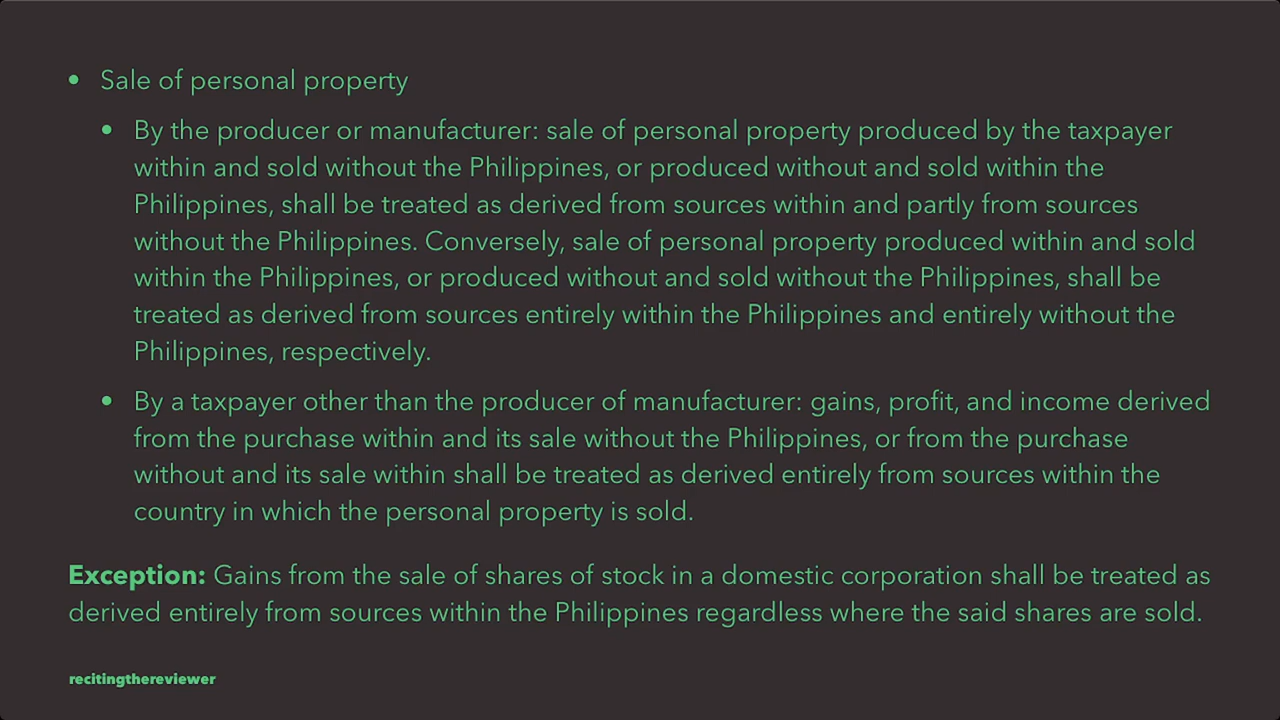 • Sale of personal property
• By the producer or manufacturer: sale of personal property produced by the taxpayer
within and sold without the Philippines, or produced without and sold within the
Philippines, shall be treated as derived from sources within and partly from sources
without the Philippines. Conversely, sale of personal property produced within and sold
within the Philippines, or produced without and sold without the Philippines, shall be
treated as derived from sources entirely within the Philippines and entirely without the
Philippines, respectively.
• By a taxpayer other than the producer of manufacturer: gains, profit, and income derived
from the purchase within and its sale without the Philippines, or from the purchase
without and its sale within shall be treated as derived entirely from sources within the
country in which the personal property is sold.
Exception: Gains from the sale of shares of stock in a domestic corporation shall be treated as
derived entirely from sources within the Philippines regardless where the said shares are sold.
recitingthereviewer